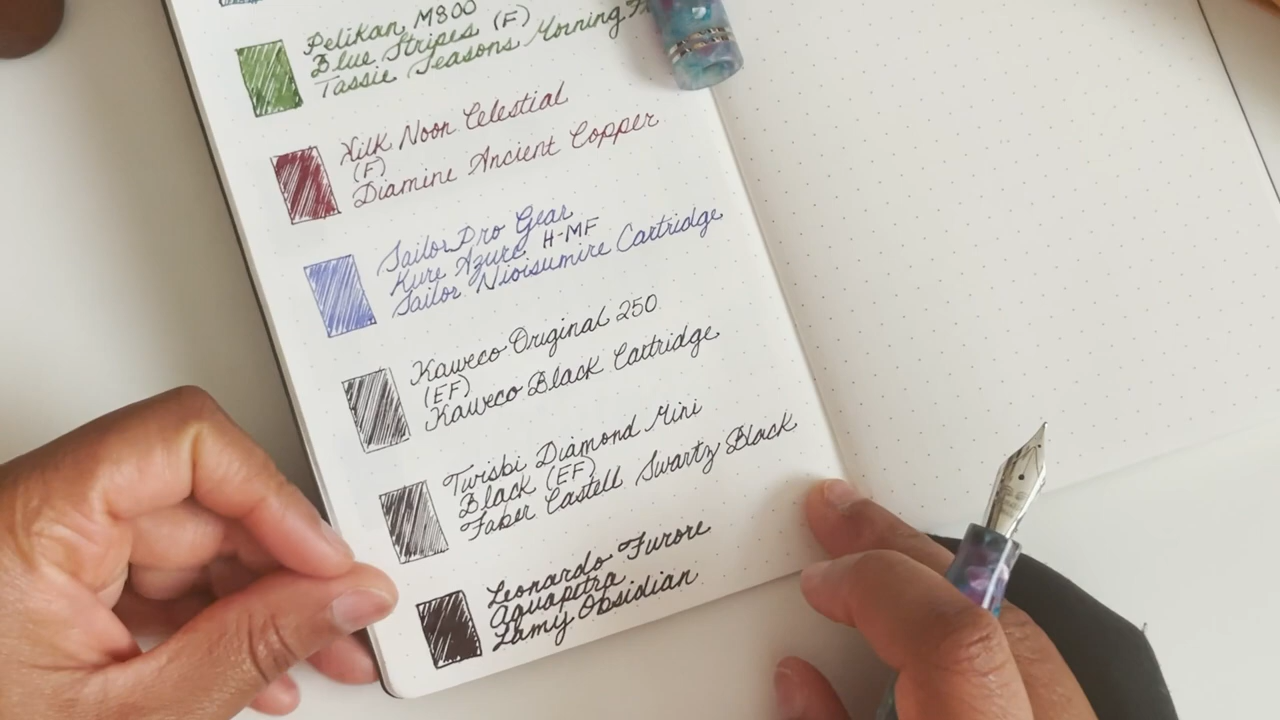 Pelikan M800
Blue Stripes (F)
Tassie Seasons Morning
Xilk Noor Celestial
(F)
Diamine Ancient Copper
Sailor Pro Gear
Kure Azure H-MF
Sailor Nioisumire Cartridge
Kaweco Original 250
(EF)
Kaweco Black Cartridge
Twisbi Diamond Mini
Black (EF)
Faber Castell Swartz Black
Leonardo Furore
aquapetra
Lamy Obsidian